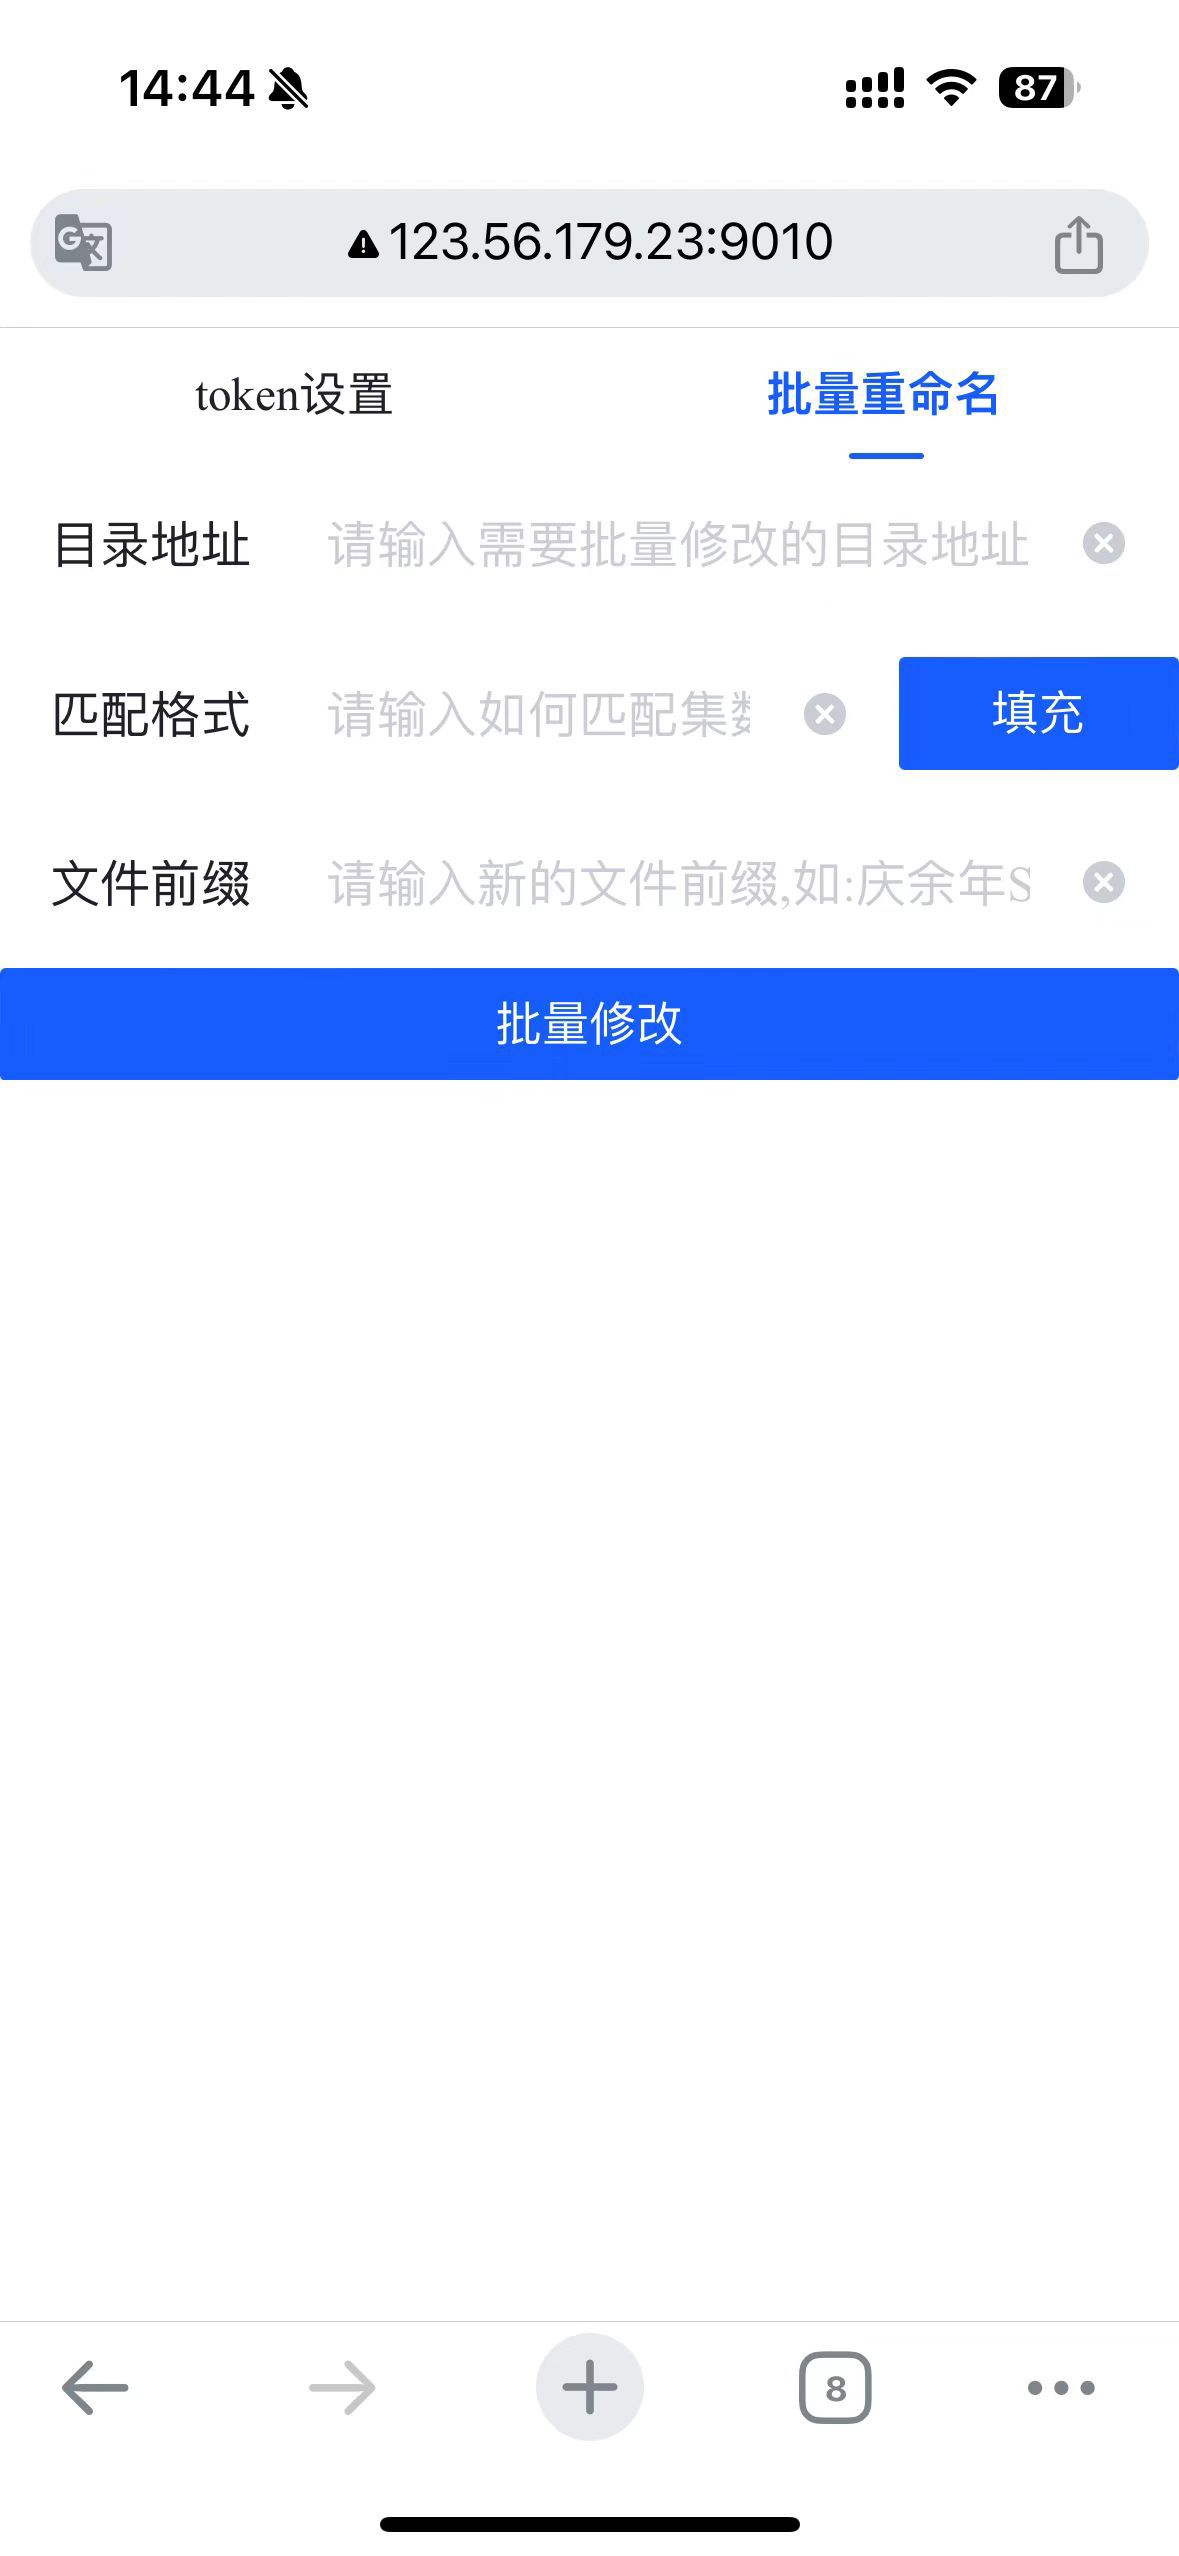 14:44
87
123.56.179.23:9010
token设置
批量重命名
目录地址
请输入需要批量修改的目录地址
匹配格式
请输入如何匹配集
填充
文件前缀
请输入新的文件前缀,如:庆余年S
批量修改
8